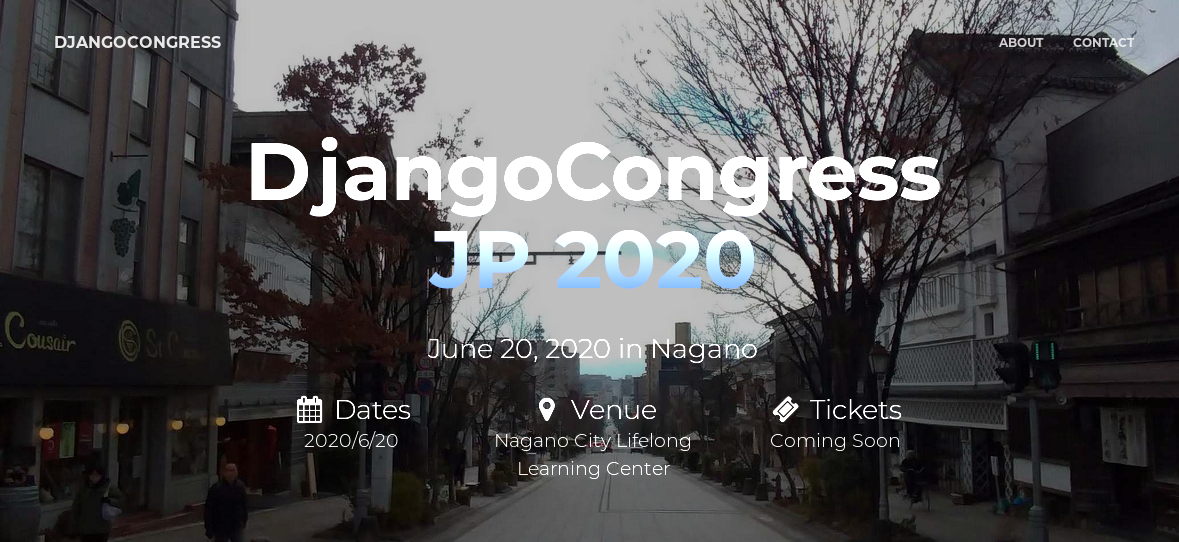 DJANGOCONGRESS
ABOUT
CONTACT
DjangoCongress
JP 2020
June 20, 2020 in Nagano
Dates
2020/6/20
Venue
Nagano City Lifelong
Learning Center
Tickets
Coming Soon
Cousair